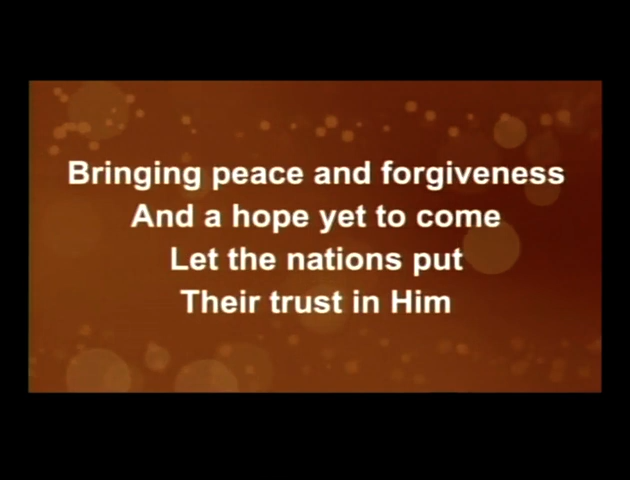 Bringing peace and forgiveness
And a hope yet to come
Let the nations put
Their trust in Him